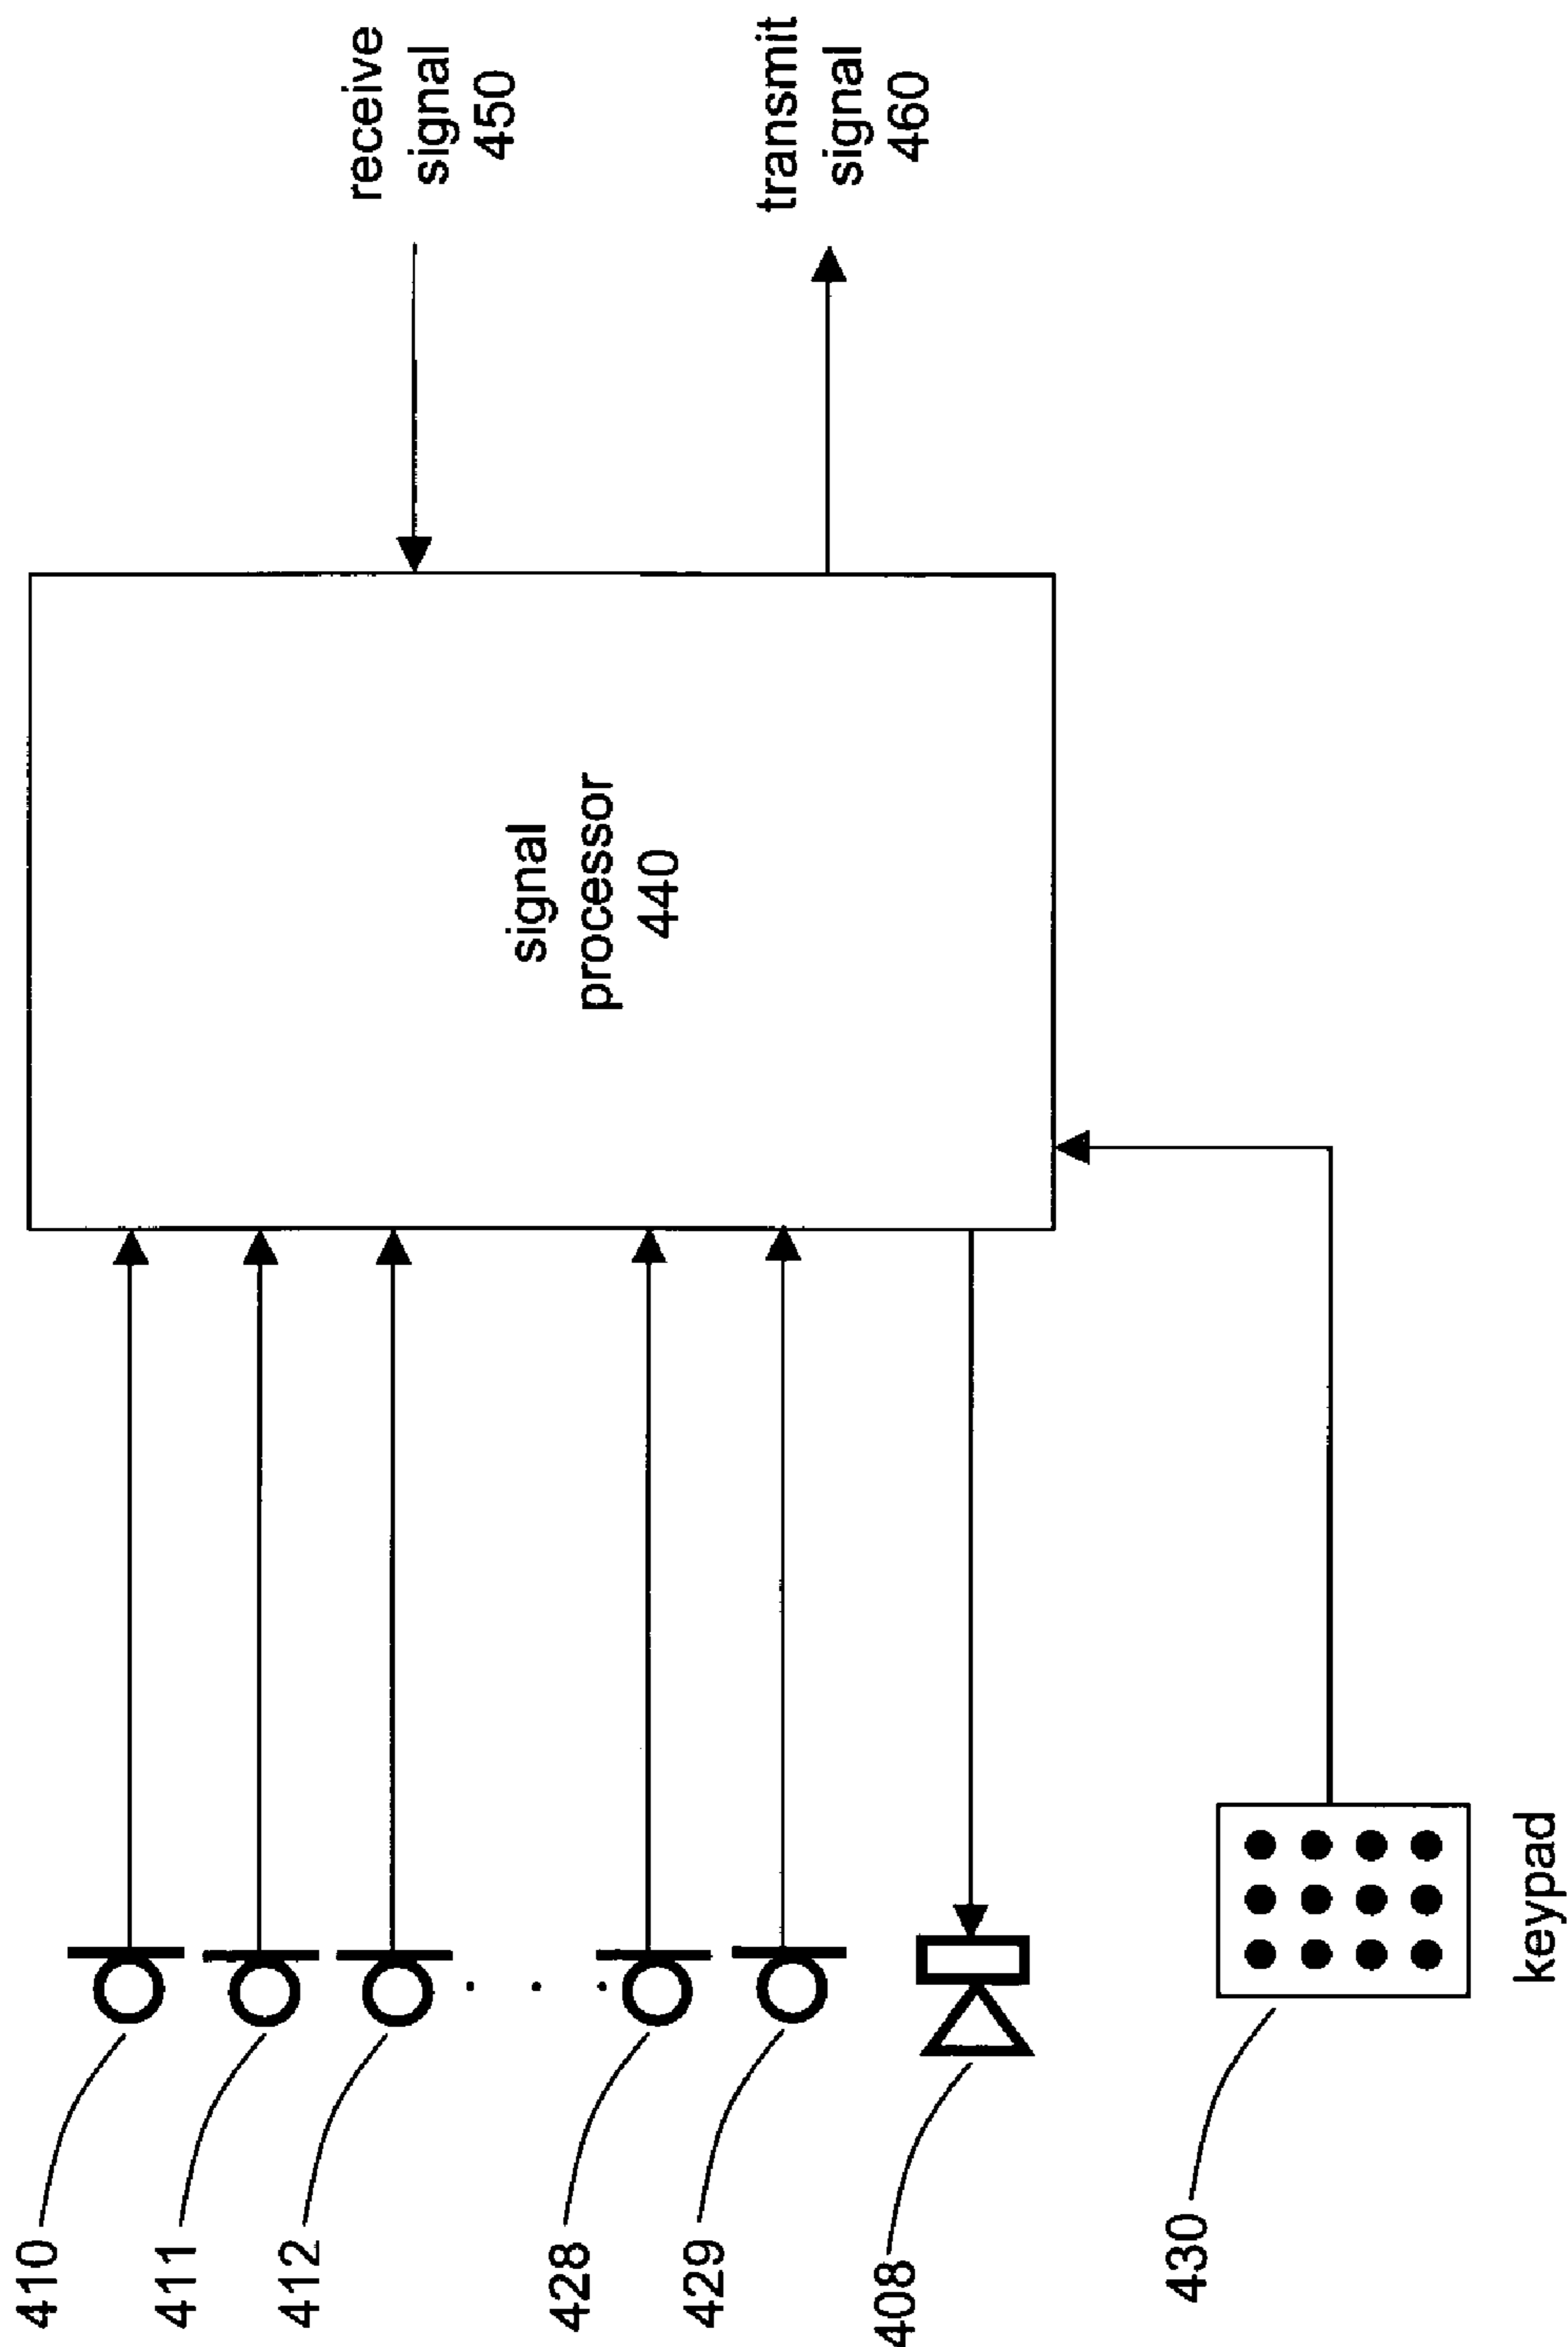 410
411
412
428
429
408
430
keypad
signal
processor
440
receive
signal
450
transmit
signal
460